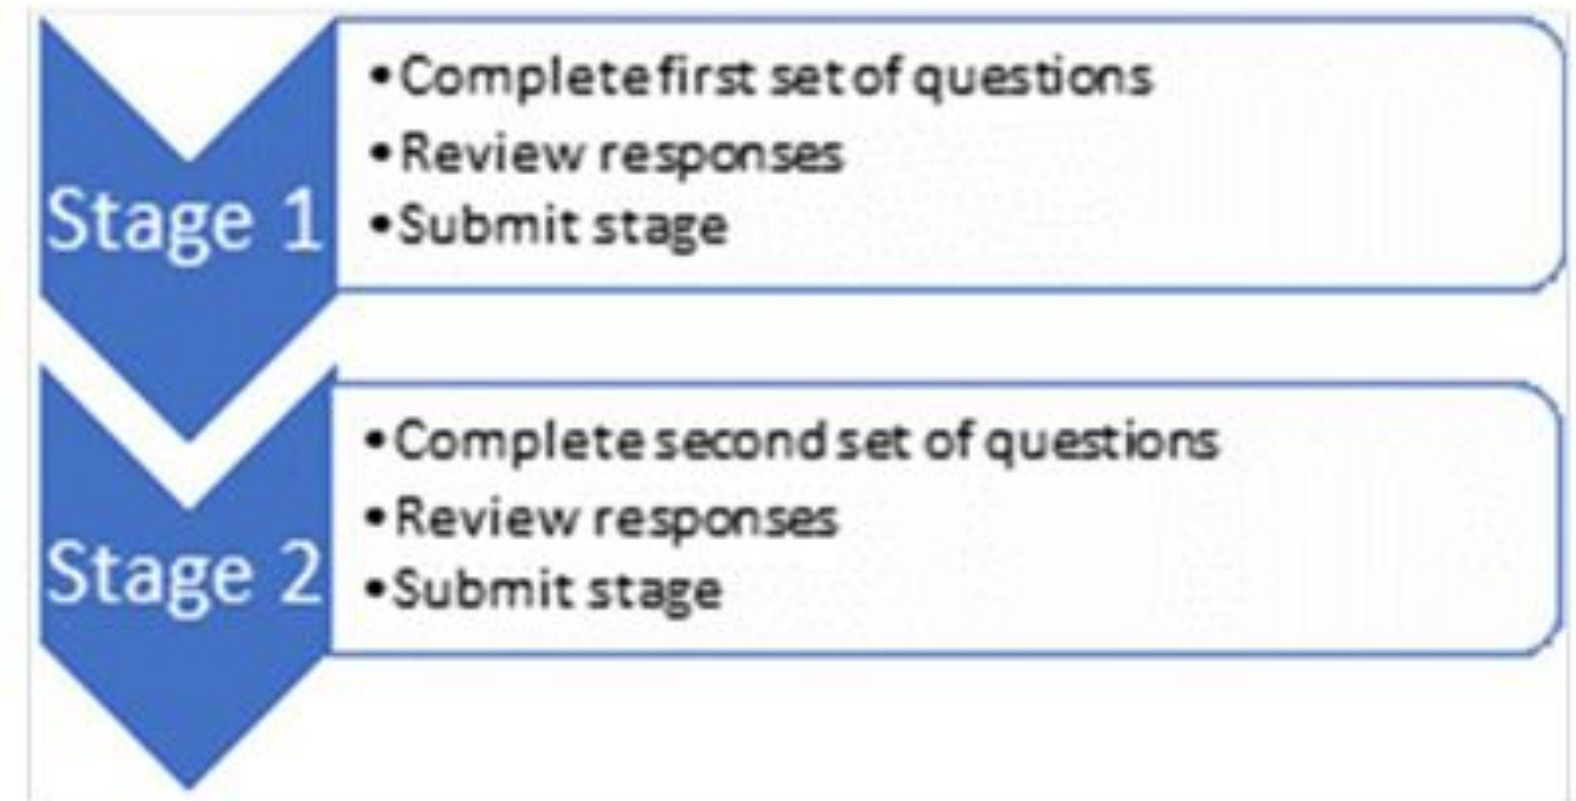 Stage 1
• Complete first set of questions
• Review responses
• Submit stage
Stage 2
• Complete second set of questions
• Review responses
• Submit stage